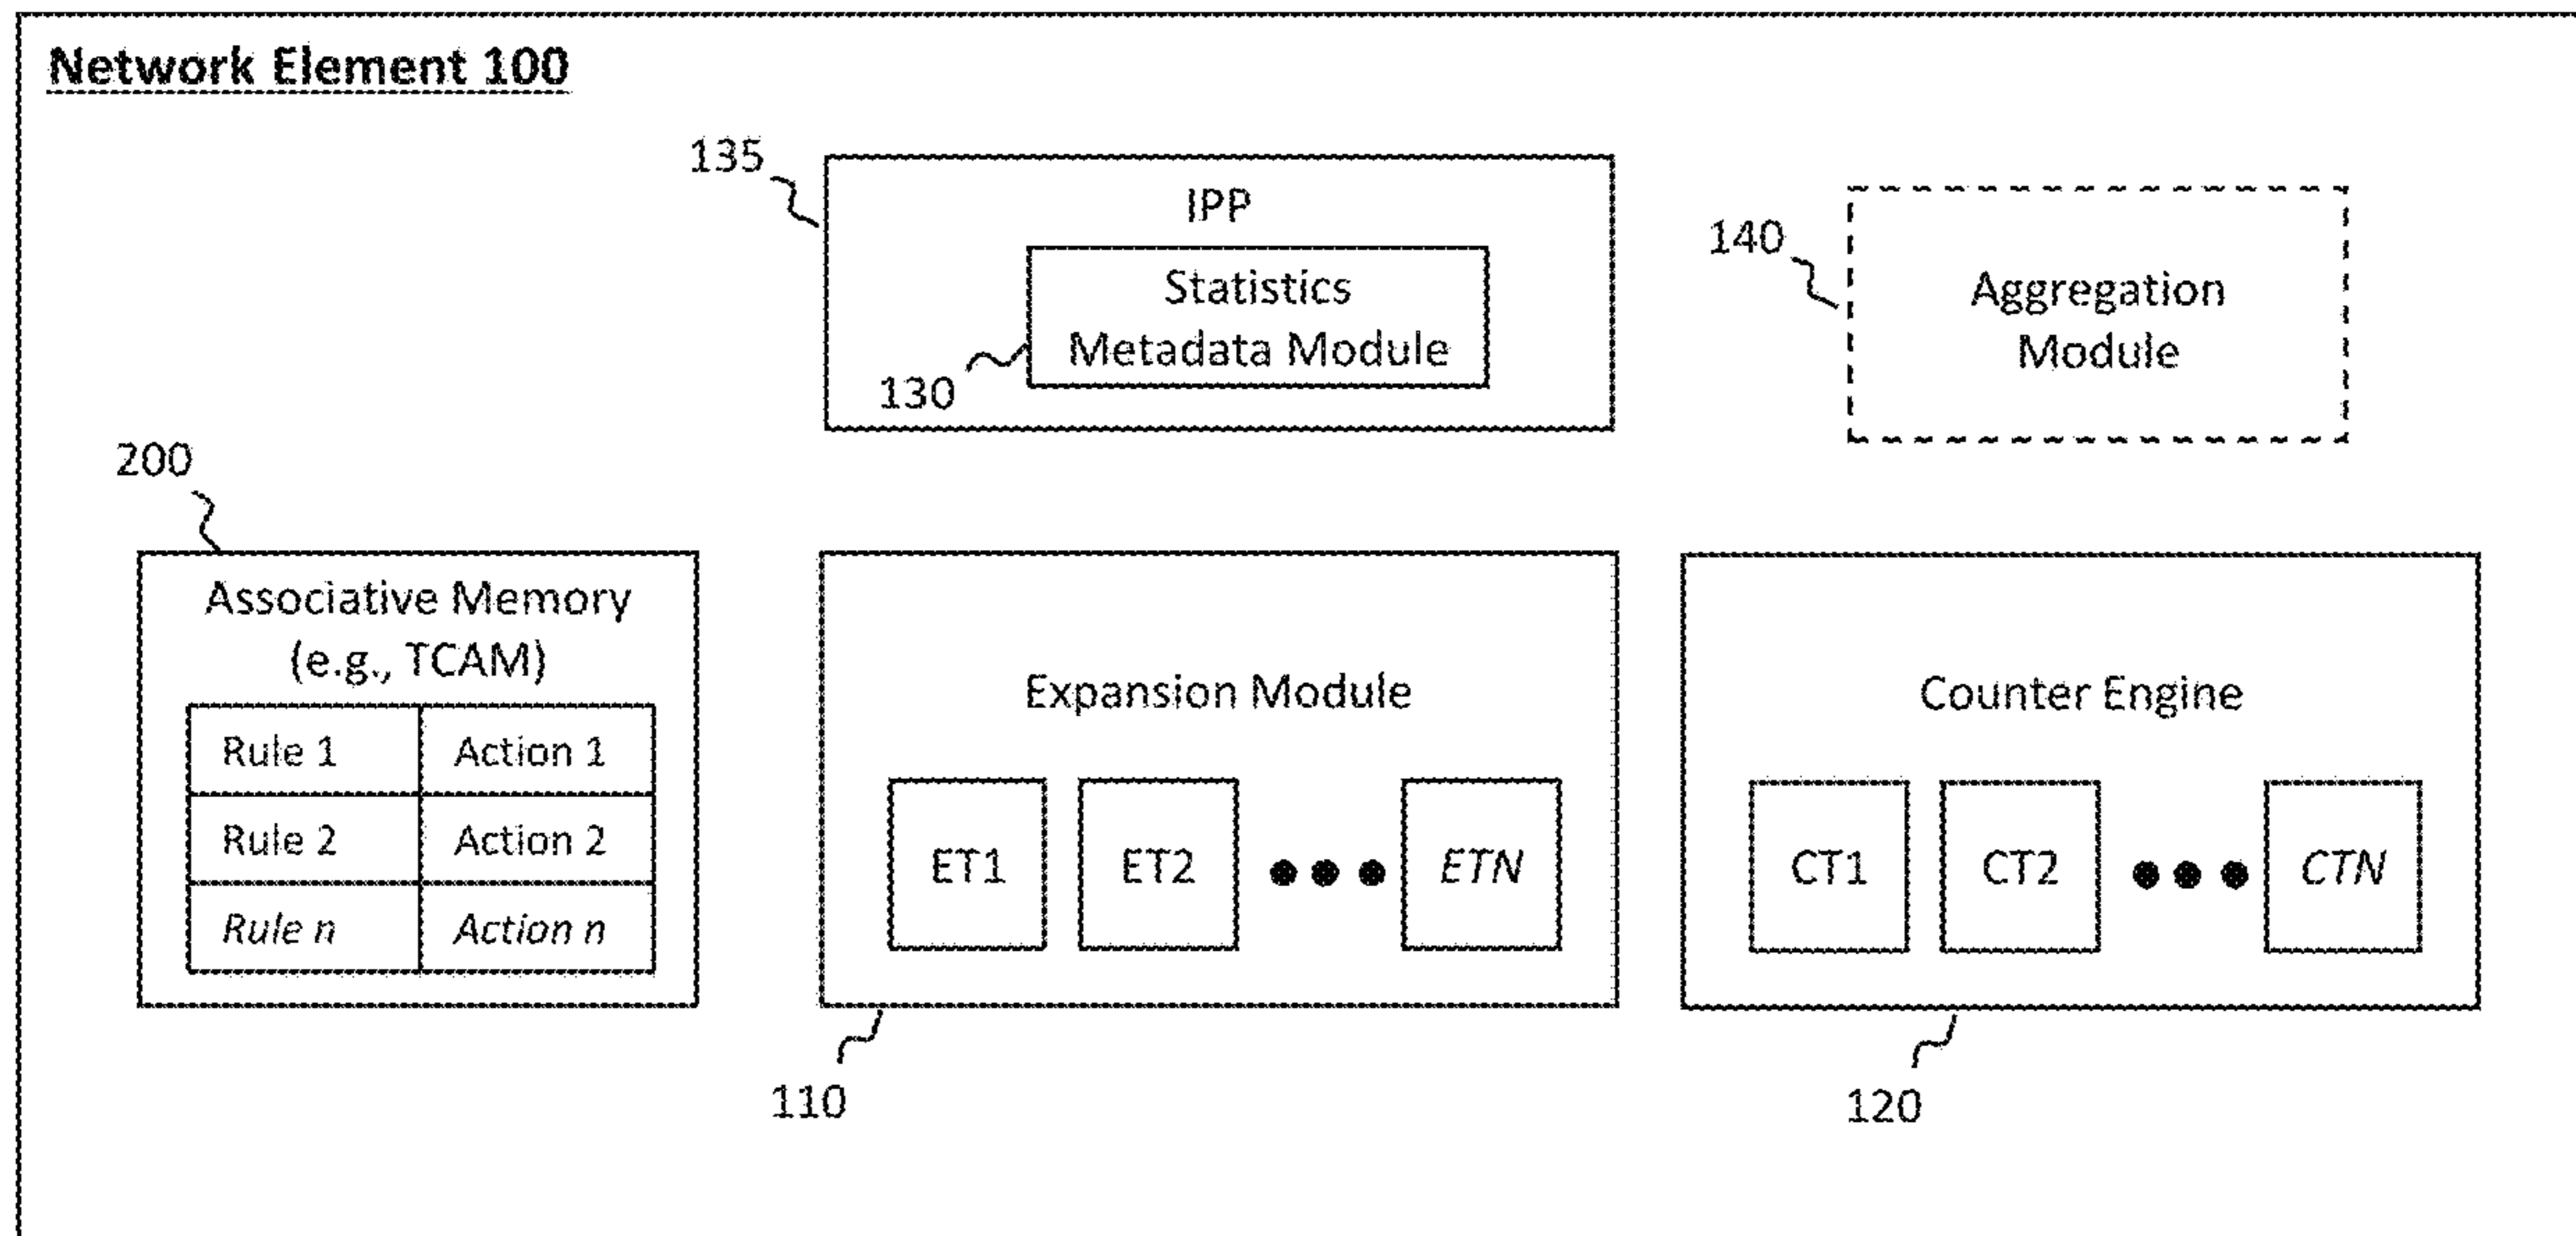 Network Element 100
135
IPP
Statistics
Metadata Module
130
140
Aggregation
Module
200
Associative Memory
(e.g., TCAM)
Rule 1 Action 1
Rule 2 Action 2
Rule n Action n
Expansion Module
ET1 ET2 ••• ETN
110
Counter Engine
CT1 CT2 ••• CTN
120